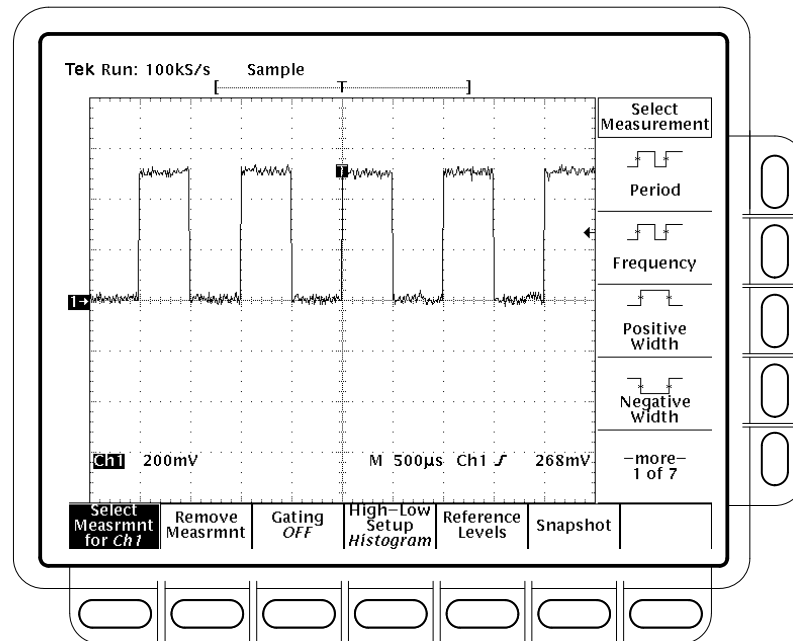 Tek Run: 100kS/s Sample
T
Select
Measurement
T
Period
Frequency
1
Positive
Width
Negative
Width
Ch1 200mV M 500µs Ch1 268mV
–more–
1 of 7
Select
Measrmnt
for Ch1
Remove
Measrmnt
Gating
OFF
High–Low
Setup
Histogram
Reference
Levels
Snapshot